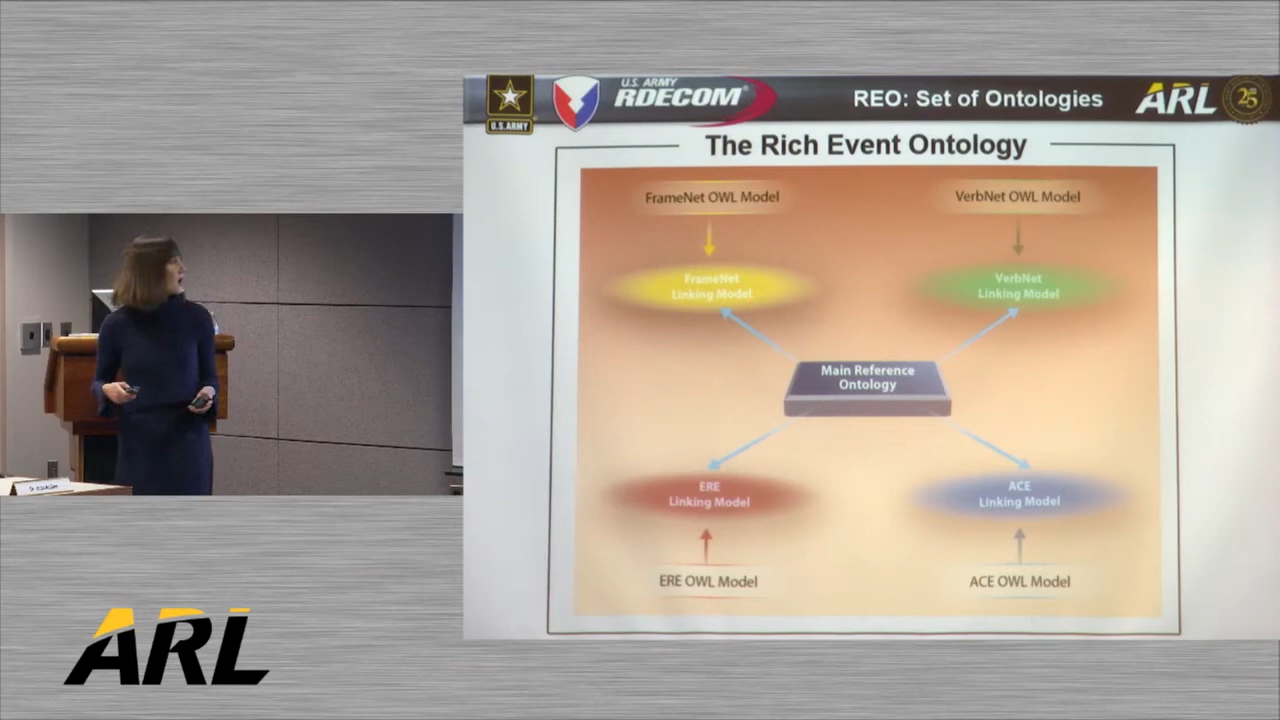 U.S. ARMY
U.S. ARMY
RDECOM
REO: Set of Ontologies
ARL
25
The Rich Event Ontology
FrameNet OWL Model
VerbNet OWL Model
FrameNet
Linking Model
VerbNet
Linking Model
Main Reference
Ontology
ERE
Linking Model
ACE
Linking Model
ERE OWL Model
ACE OWL Model
ARL